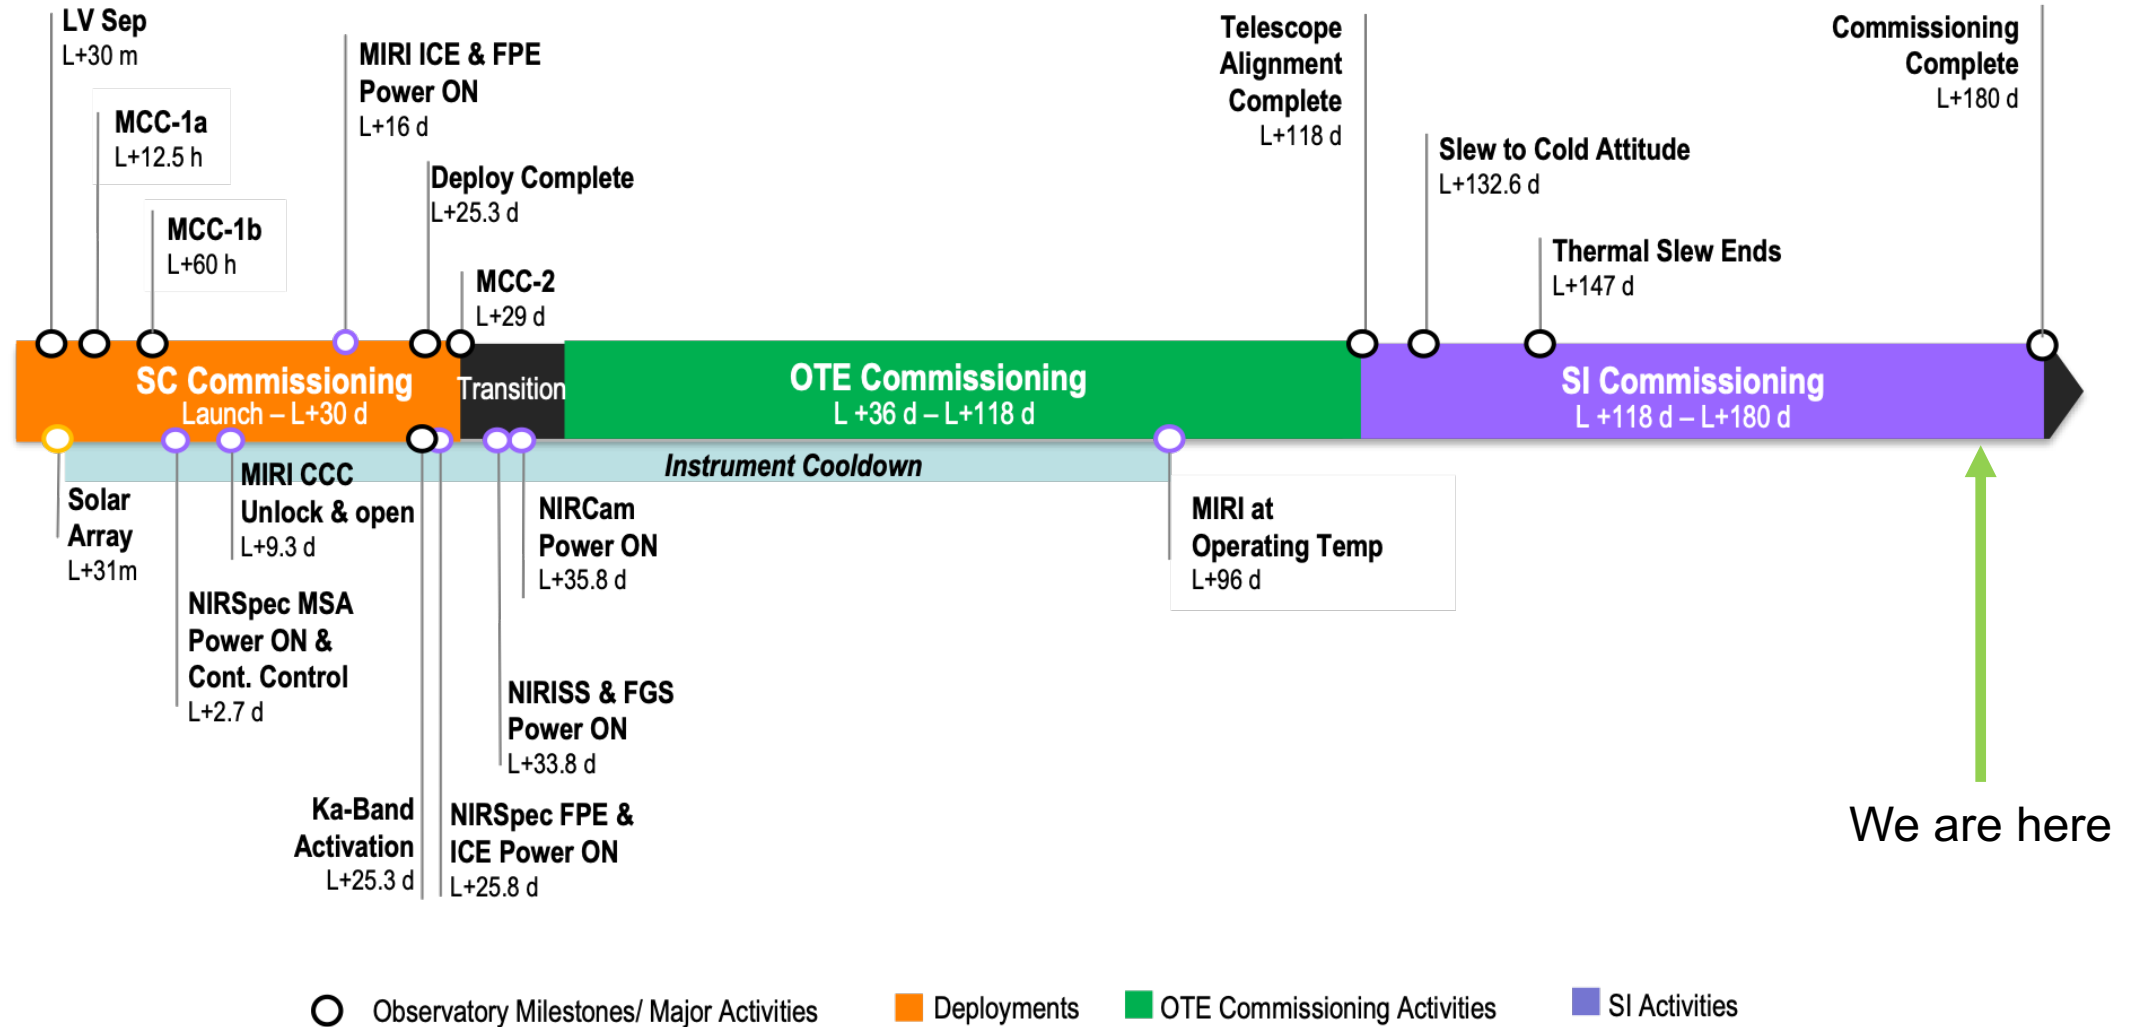 LV Sep
L+30 m
MCC-1a
L+12.5 h
MCC-1b
L+60 h
MIRI ICE & FPE
Power ON
L+16 d
Deploy Complete
L+25.3 d
MCC-2
L+29 d
Telescope
Alignment
Complete
L+118 d
Slew to Cold Attitude
L+132.6 d
Thermal Slew Ends
L+147 d
Commissioning
Complete
L+180 d
SC Commissioning
Launch – L+30 d
Transition
OTE Commissioning
L +36 d – L+118 d
SI Commissioning
L +118 d – L+180 d
Instrument Cooldown
Solar
Array
L+31m
NIRSpec MSA
Power ON &
Cont. Control
L+2.7 d
MIRI CCC
Unlock & open
L+9.3 d
Ka-Band
Activation
L+25.3 d
NIRSpec FPE &
ICE Power ON
L+25.8 d
NIRISS & FGS
Power ON
L+33.8 d
NIRCam
Power ON
L+35.8 d
MIRI at
Operating Temp
L+96 d
We are here
Observatory Milestones/ Major Activities
Deployments
OTE Commissioning Activities
SI Activities